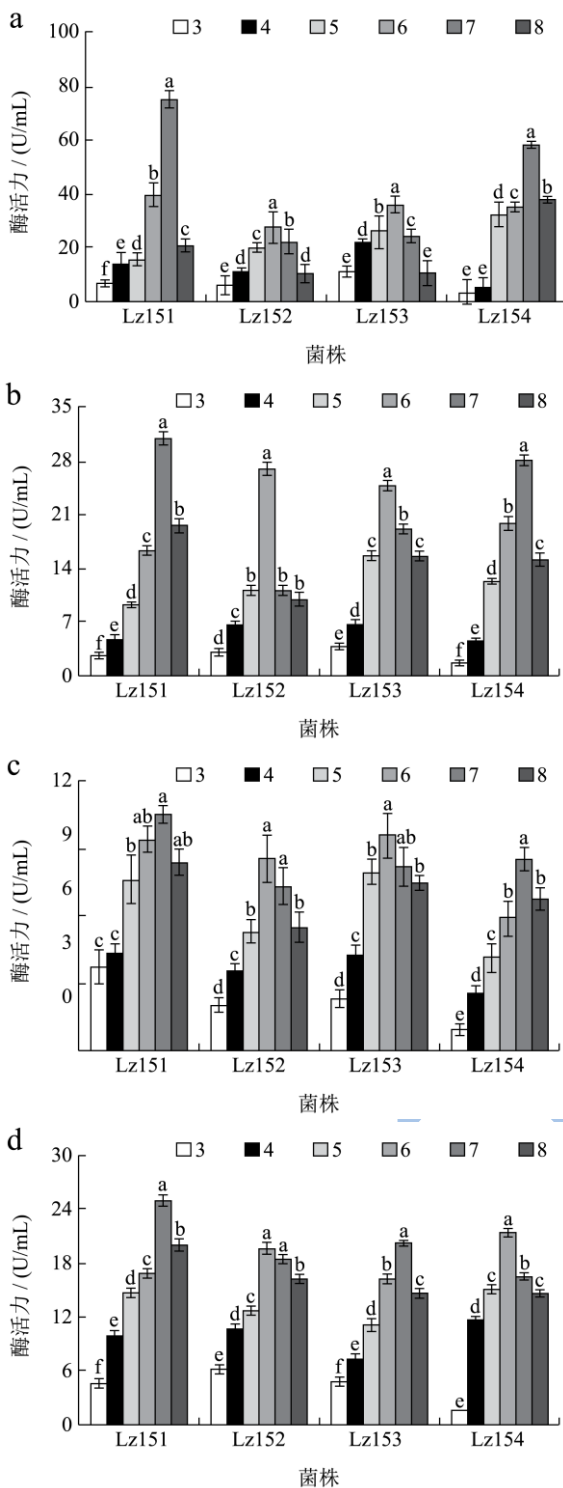 a
3 4 5 6 7 8
100
80
60
40
20
0
酶活力 / (U/mL)
f e d b a c
e d c a b d
e d b a c e
e d c c a b
Lz151 Lz152 Lz153 Lz154
菌株
b
3 4 5 6 7 8
35
28
21
14
7
0
酶活力 / (U/mL)
f e d c a b
d c b a b b
e d c a b c
f e d b a c
Lz151 Lz152 Lz153 Lz154
菌株
c
3 4 5 6 7 8
12
9
6
3
0
酶活力 / (U/mL)
c c b ab a ab
d c b a a b
d c b a ab b
e d c b a b
Lz151 Lz152 Lz153 Lz154
菌株
d
3 4 5 6 7 8
30
24
18
12
6
0
酶活力 / (U/mL)
f e d c a b
e d c a a b
f e d b a c
e d c a b c
Lz151 Lz152 Lz153 Lz154
菌株